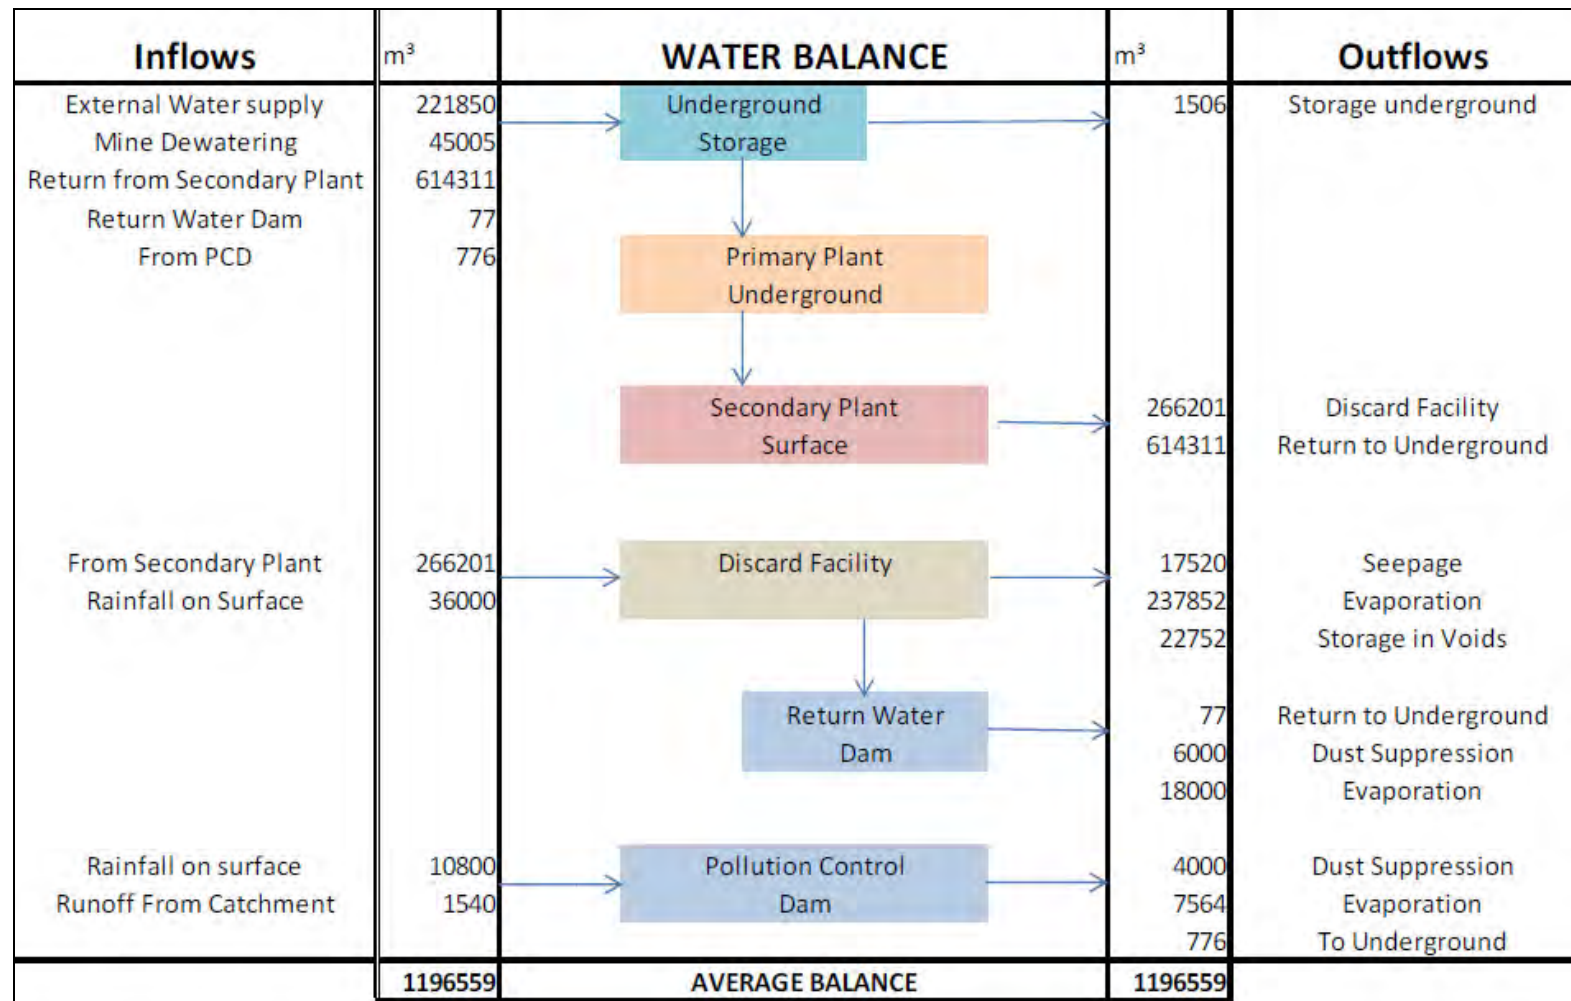 Inflows m³ WATER BALANCE m³ Outflows
External Water supply 221850 Underground 1506 Storage underground
Mine Dewatering 45005 Storage
Return from Secondary Plant 614311
Return Water Dam 77
From PCD 776 Primary Plant
Underground
Secondary Plant 266201 Discard Facility
Surface 614311 Return to Underground
From Secondary Plant 266201 Discard Facility 17520 Seepage
Rainfall on Surface 36000 237852 Evaporation
22752 Storage in Voids
Return Water 77 Return to Underground
Dam 6000 Dust Suppression
18000 Evaporation
Rainfall on surface 10800 Pollution Control 4000 Dust Suppression
Runoff From Catchment 1540 Dam 7564 Evaporation
776 To Underground
1196559 AVERAGE BALANCE 1196559